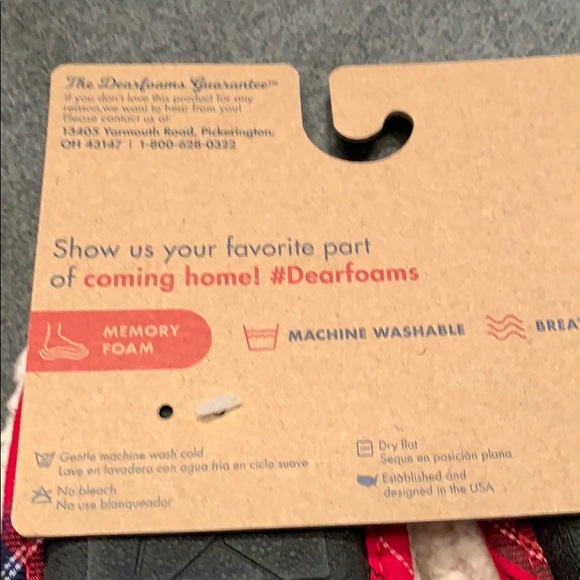 The Dearfoams Guarantee™
If you don't love this product for any
reason, we want to hear from you!
Please contact us at
13405 Yarmouth Road, Pickerington,
OH 43147 | 1-800-628-0322
Show us your favorite part
of coming home! #Dearfoams
MEMORY
FOAM
MACHINE WASHABLE
BREA
Gentle machine wash cold
Lave en lavadora con agua fría en ciclo suave
No bleach
No use blanqueador
Dry flat
Seque en posición plana
Established and
designed in the USA